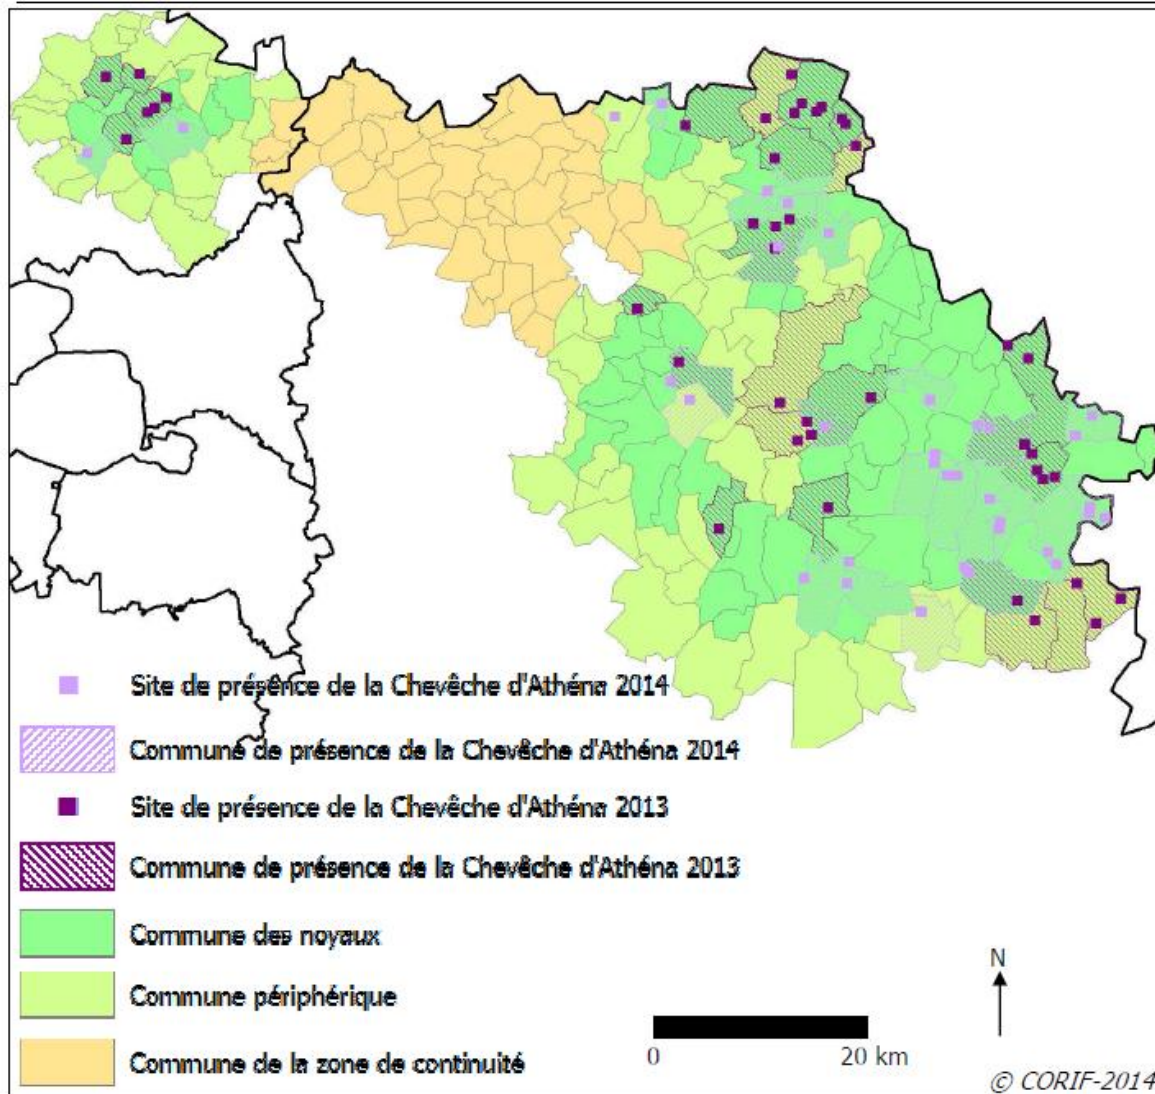 Site de présence de la Chevêche d'Athéna 2014
Commune de présence de la Chevêche d'Athéna 2014
Site de présence de la Chevêche d'Athéna 2013
Commune de présence de la Chevêche d'Athéna 2013
Commune des noyaux
Commune périphérique
Commune de la zone de continuité
N
0 20 km
© CORIF-2014